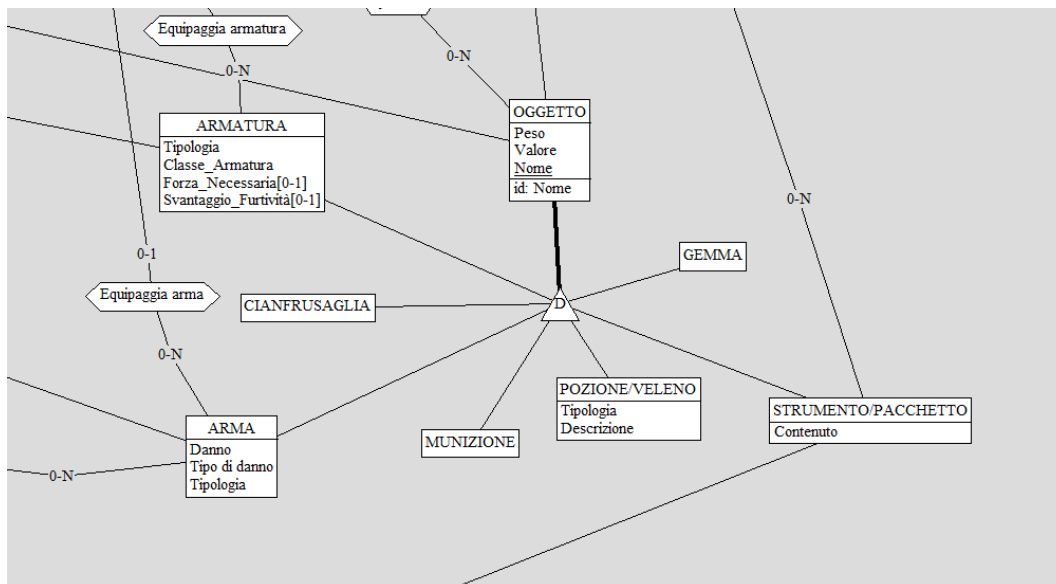 Equipaggia armatura
0-N
0-N
OGGETTO
Peso
Valore
Nome
id: Nome
ARMATURA
Tipologia
Classe_Armatura
Forza_Necessaria[0-1]
Svantaggio_Furtività[0-1]
0-N
0-1
GEMMA
Equipaggia arma
CIANFRUSAGLIA
D
0-N
POZIONE/VELENO
Tipologia
Descrizione
STRUMENTO/PACCHETTO
Contenuto
ARMA
Danno
Tipo di danno
Tipologia
MUNIZIONE
0-N